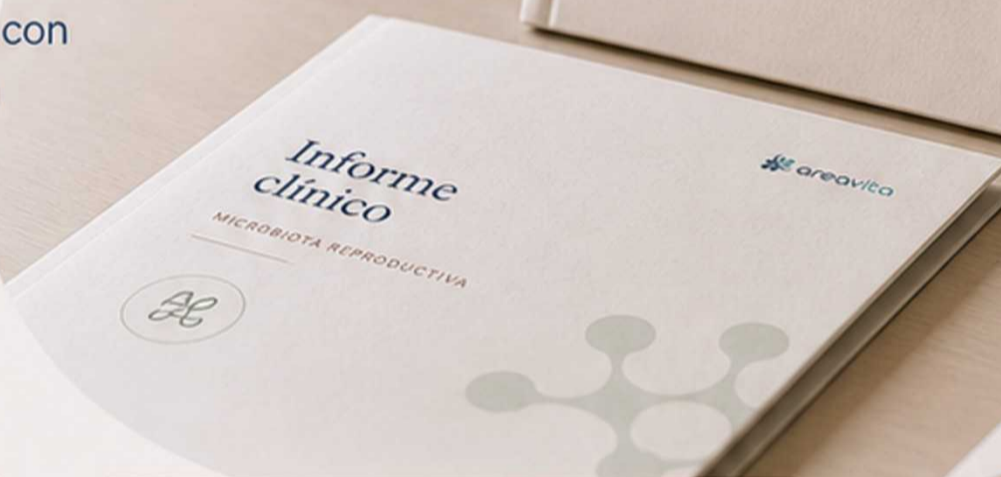 con
Informe
clínico
MICROBIOTA REPRODUCTIVA
areavita